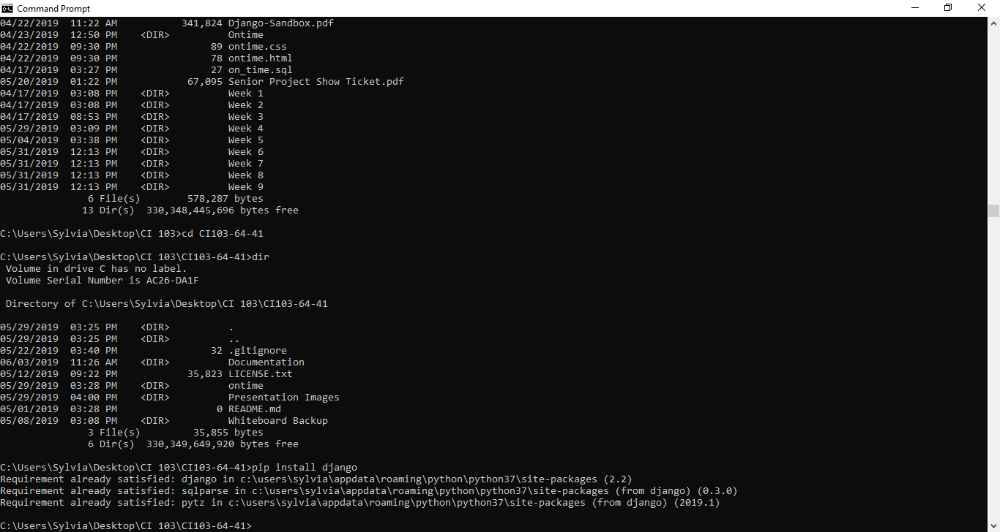 Command Prompt
04/22/2019  11:22 AM           341,824 Django-Sandbox.pdf
04/23/2019  12:50 PM    <DIR>          Ontime
04/22/2019  09:30 PM                89 ontime.css
04/22/2019  09:30 PM                78 ontime.html
04/17/2019  03:27 PM                27 on_time.sql
05/20/2019  01:22 PM            67,095 Senior Project Show Ticket.pdf
04/17/2019  03:08 PM    <DIR>          Week 1
04/17/2019  03:08 PM    <DIR>          Week 2
04/17/2019  08:53 PM    <DIR>          Week 3
05/29/2019  03:09 PM    <DIR>          Week 4
05/04/2019  03:38 PM    <DIR>          Week 5
05/31/2019  12:13 PM    <DIR>          Week 6
05/31/2019  12:13 PM    <DIR>          Week 7
05/31/2019  12:13 PM    <DIR>          Week 8
05/31/2019  12:13 PM    <DIR>          Week 9
               6 File(s)        578,287 bytes
              13 Dir(s)  330,348,445,696 bytes free
C:\Users\Sylvia\Desktop\CI 103>cd CI103-64-41
C:\Users\Sylvia\Desktop\CI 103\CI103-64-41>dir
 Volume in drive C has no label.
 Volume Serial Number is AC26-DA1F
 Directory of C:\Users\Sylvia\Desktop\CI 103\CI103-64-41
05/29/2019  03:25 PM    <DIR>          .
05/29/2019  03:25 PM    <DIR>          ..
05/22/2019  03:40 PM                32 .gitignore
06/03/2019  11:26 AM    <DIR>          Documentation
05/12/2019  09:22 PM            35,823 LICENSE.txt
05/29/2019  03:28 PM    <DIR>          ontime
05/29/2019  04:00 PM    <DIR>          Presentation Images
05/01/2019  03:28 PM                 0 README.md
05/08/2019  03:08 PM    <DIR>          Whiteboard Backup
               3 File(s)         35,855 bytes
               6 Dir(s)  330,349,649,920 bytes free
C:\Users\Sylvia\Desktop\CI 103\CI103-64-41>pip install django
Requirement already satisfied: django in c:\users\sylvia\appdata\roaming\python\python37\site-packages (2.2)
Requirement already satisfied: sqlparse in c:\users\sylvia\appdata\roaming\python\python37\site-packages (from django) (0.3.0)
Requirement already satisfied: pytz in c:\users\sylvia\appdata\roaming\python\python37\site-packages (from django) (2019.1)
C:\Users\Sylvia\Desktop\CI 103\CI103-64-41>